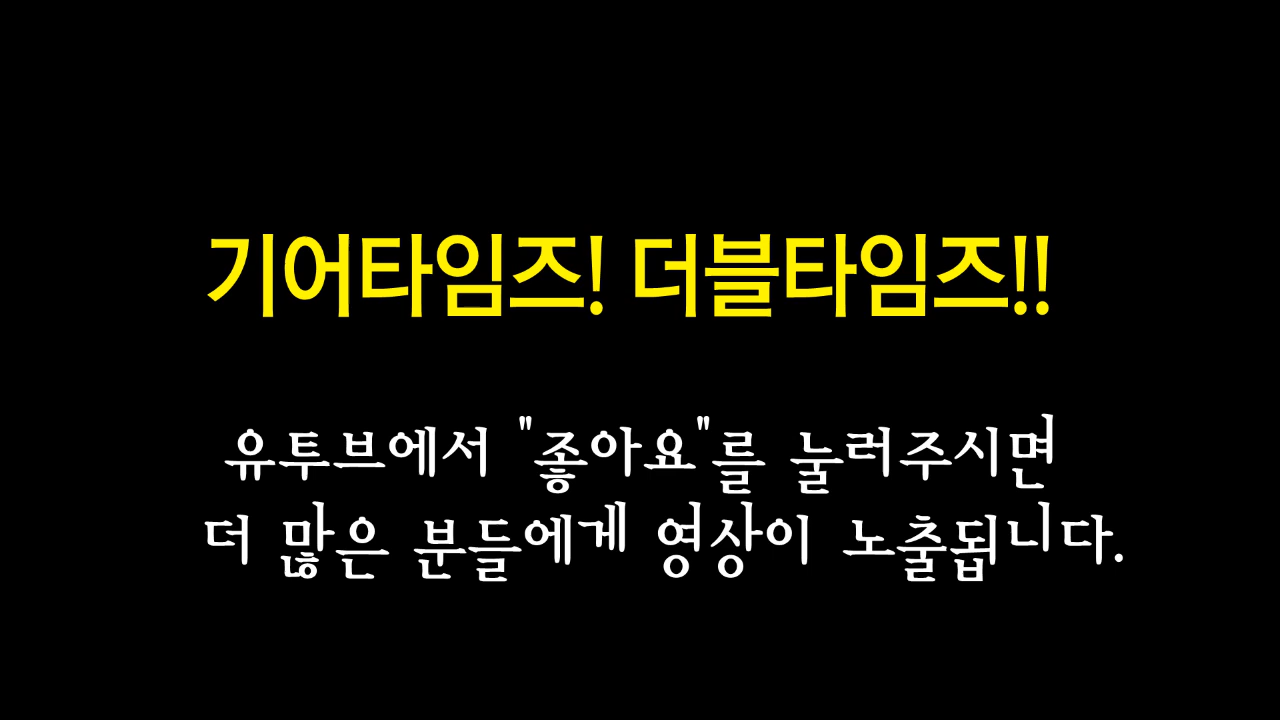 기어타임즈! 더블타임즈!!
유투브에서 "좋아요"를 눌러주시면
더 많은 분들에게 영상이 노출됩니다.